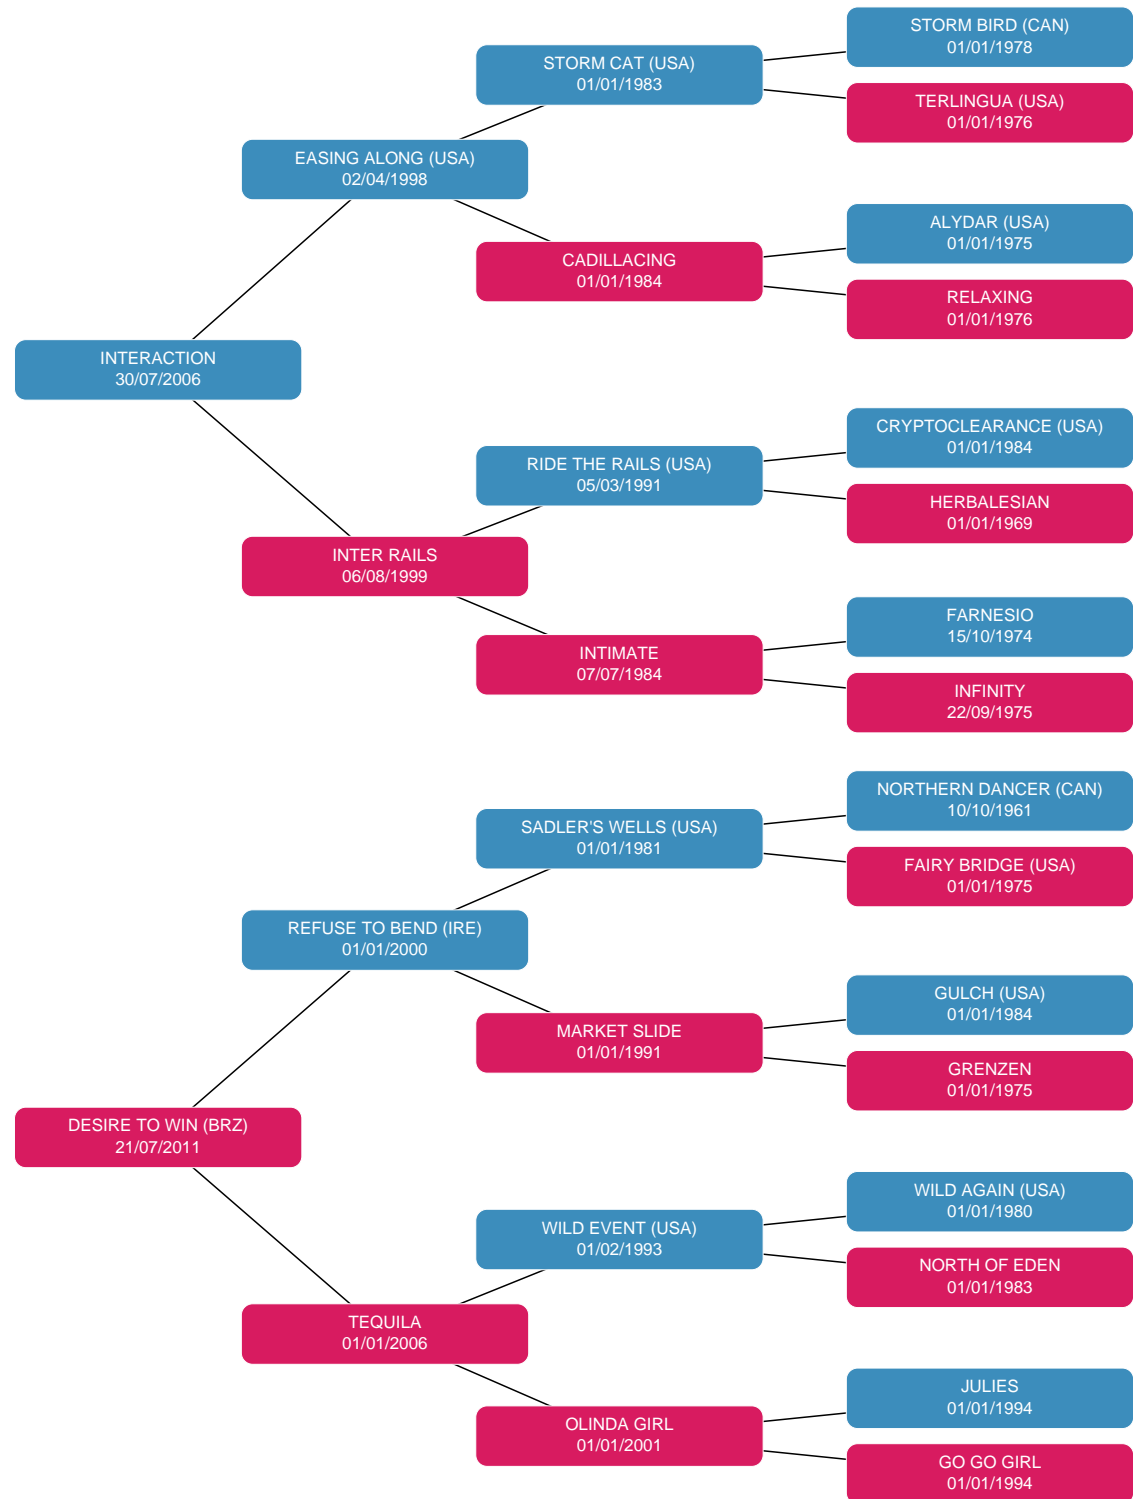 STORM BIRD (CAN)
01/01/1978
STORM CAT (USA)
01/01/1983
TERLINGUA (USA)
01/01/1976
EASING ALONG (USA)
02/04/1998
ALYDAR (USA)
01/01/1975
CADILLACING
01/01/1984
RELAXING
01/01/1976
INTERACTION
30/07/2006
CRYPTOCLEARANCE (USA)
01/01/1984
RIDE THE RAILS (USA)
05/03/1991
HERBALESIAN
01/01/1969
INTER RAILS
06/08/1999
FARNESIO
15/10/1974
INTIMATE
07/07/1984
INFINITY
22/09/1975
NORTHERN DANCER (CAN)
10/10/1961
SADLER'S WELLS (USA)
01/01/1981
FAIRY BRIDGE (USA)
01/01/1975
REFUSE TO BEND (IRE)
01/01/2000
GULCH (USA)
01/01/1984
MARKET SLIDE
01/01/1991
GRENZEN
01/01/1975
DESIRE TO WIN (BRZ)
21/07/2011
WILD AGAIN (USA)
01/01/1980
WILD EVENT (USA)
01/02/1993
NORTH OF EDEN
01/01/1983
TEQUILA
01/01/2006
JULIES
01/01/1994
OLINDA GIRL
01/01/2001
GO GO GIRL
01/01/1994